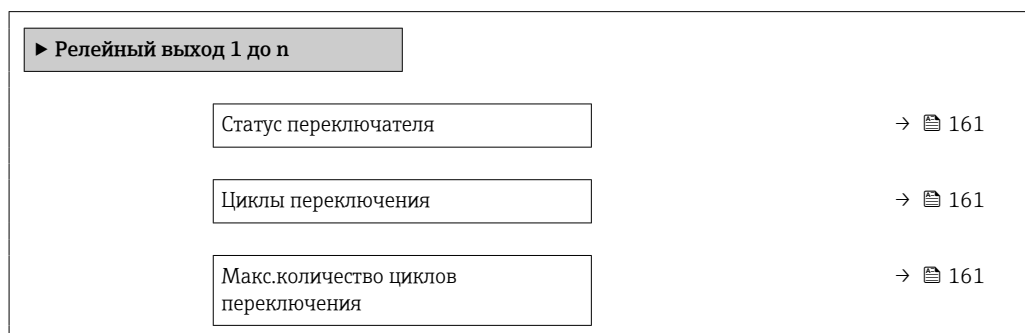 ▶ Релейный выход 1 до n
Статус переключателя → 161
Циклы переключения → 161
Макс.количество циклов → 161
переключения